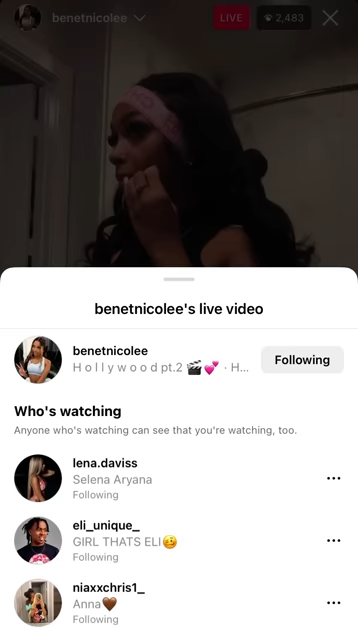 benetnicolee
LIVE
2,483
benetnicolee's live video
benetnicolee
H o l l y w o o d pt.2 🎬💕 · H...
Following
Who's watching
Anyone who's watching can see that you're watching, too.
lena.daviss
Selena Aryana
Following
eli_unique_
GIRL THATS ELI🥴
Following
niaxxchris1_
Anna🤎
Following